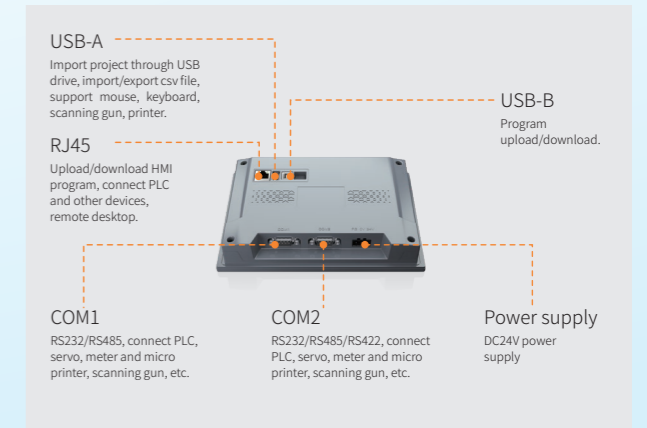 USB-A
Import project through USB
drive, import/export csv file,
support mouse, keyboard,
scanning gun, printer.
USB-B
Program
upload/download.
RJ45
Upload/download HMI
program, connect PLC
and other devices,
remote desktop.
COM1
RS232/RS485, connect PLC,
servo, meter and micro
printer, scanning gun, etc.
COM2
RS232/RS485/RS422, connect
PLC, servo, meter and micro
printer, scanning gun, etc.
Power supply
DC24V power
supply